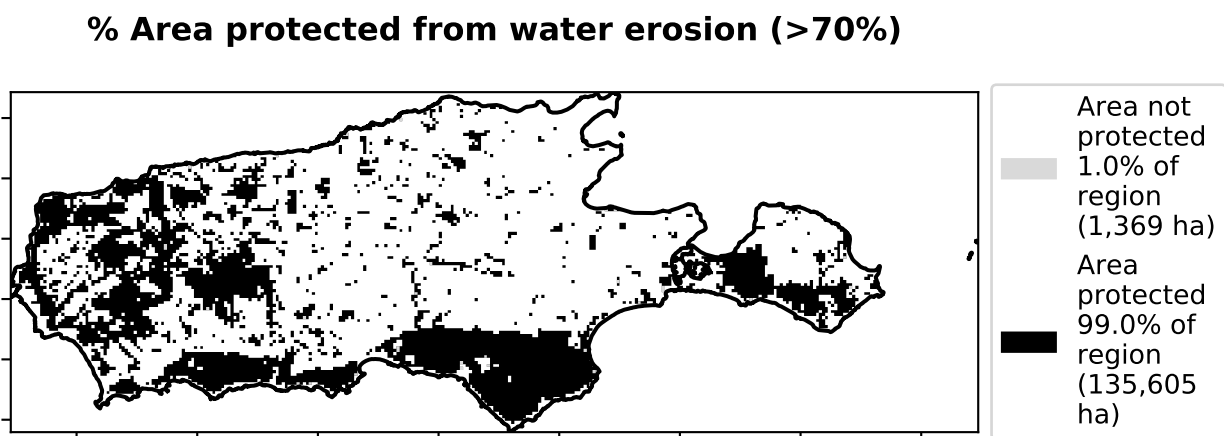 % Area protected from water erosion (>70%)
Area not
protected
1.0% of
region
(1,369 ha)
Area
protected
99.0% of
region
(135,605
ha)